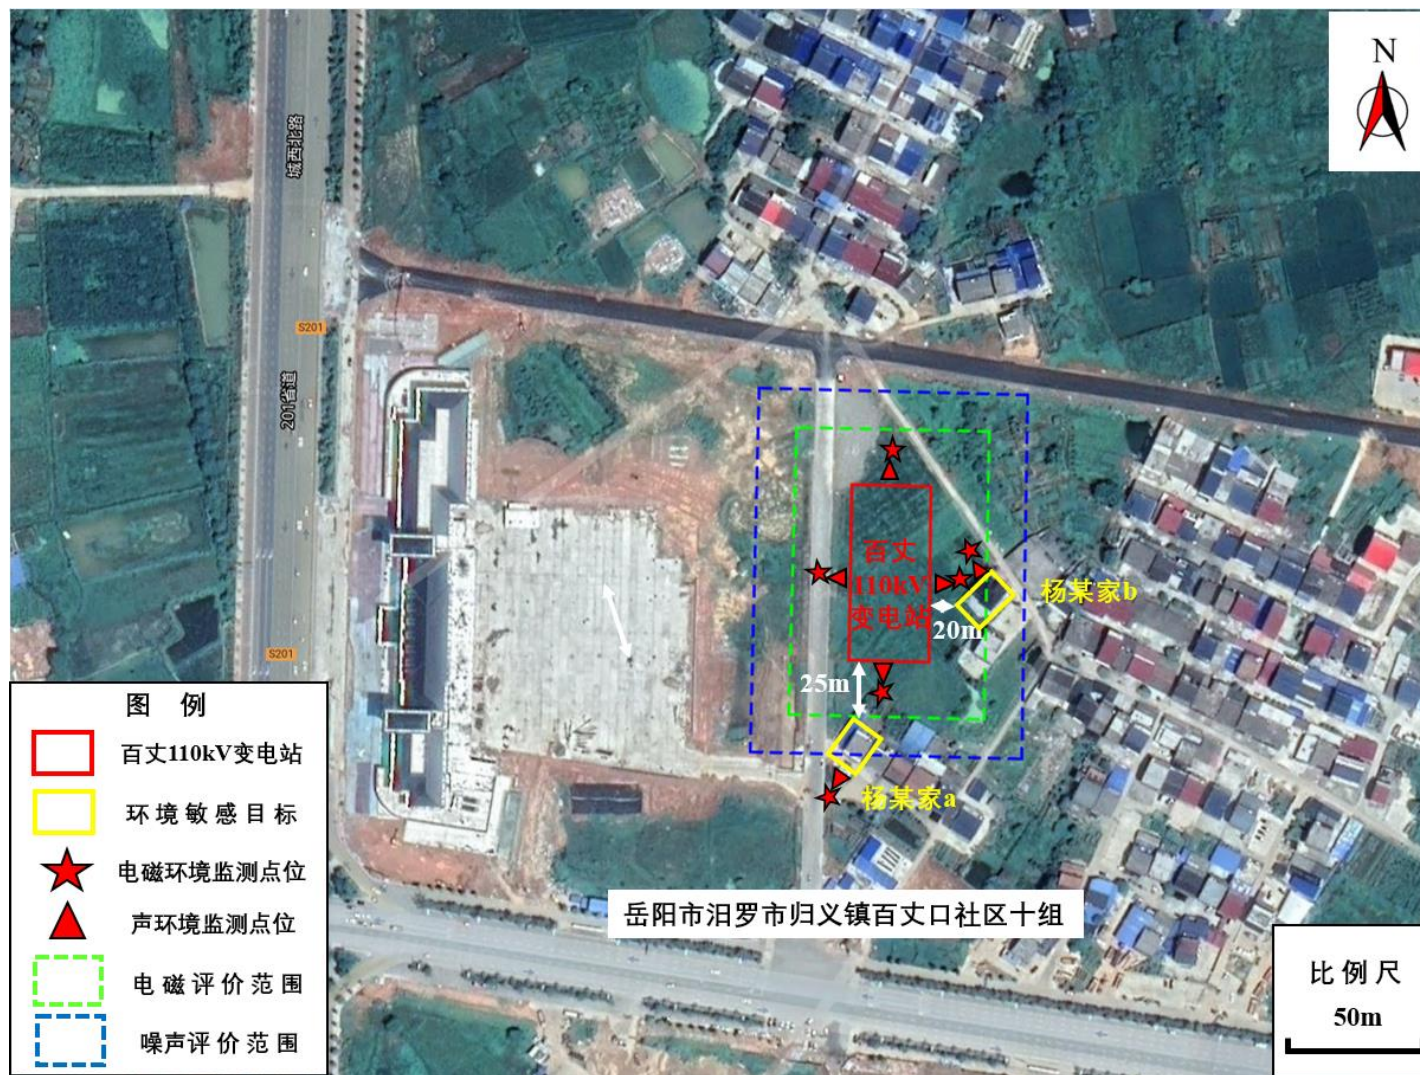 N
城西北路
S201
201省道
S201
百丈
110kV
变电站
杨某家b
20m
25m
杨某家a
岳阳市汨罗市归义镇百丈口社区十组
图 例
百丈110kV变电站
环境敏感目标
电磁环境监测点位
声环境监测点位
电磁评价范围
噪声评价范围
比例尺
50m